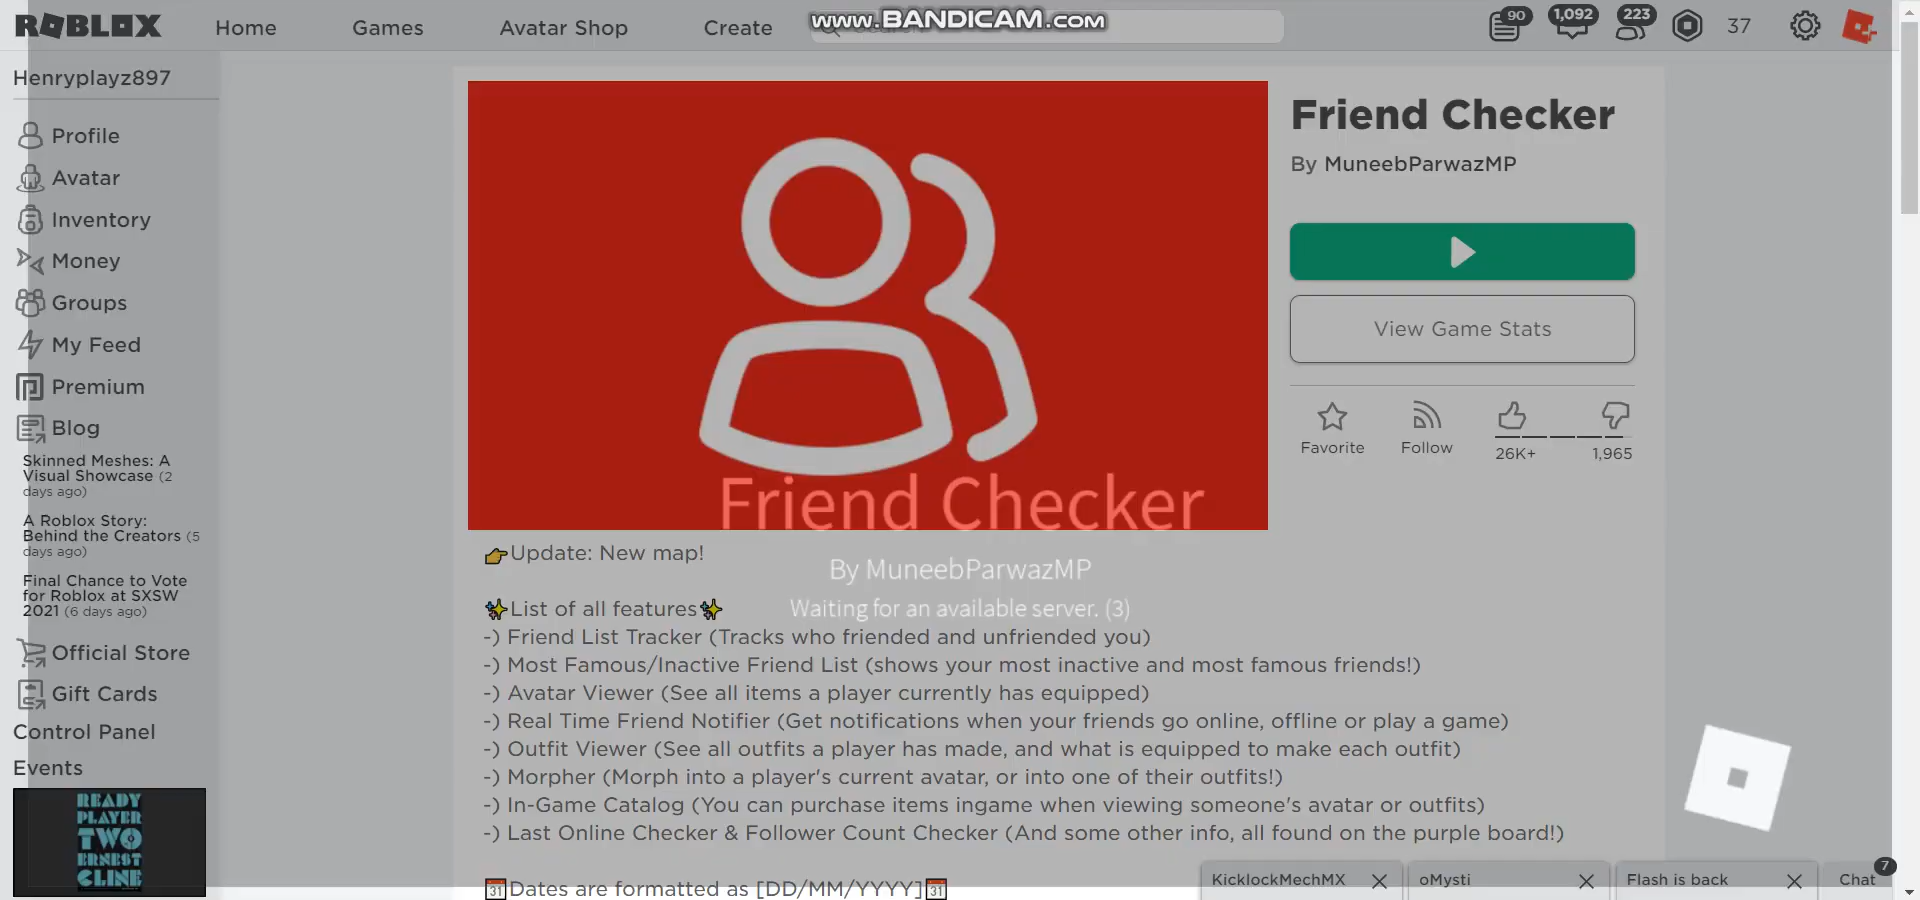 ROBLOX
Home
Games
Avatar Shop
Create
www.BANDICAM.com
90
1,092
223
37
Henryplayz897
Profile
Avatar
Inventory
Money
Groups
My Feed
Premium
Blog
Skinned Meshes: A
Visual Showcase (2
days ago)
A Roblox Story:
Behind the Creators (5
days ago)
Final Chance to Vote
for Roblox at SXSW
2021 (6 days ago)
Official Store
Gift Cards
Control Panel
Events
READY
PLAYER
TWO
ERNEST
CLINE
Friend Checker
By MuneebParwazMP
View Game Stats
Favorite
Follow
26K+
1,965
Friend Checker
By MuneebParwazMP
Waiting for an available server. (3)
👉Update: New map!
✨List of all features✨
-) Friend List Tracker (Tracks who friended and unfriended you)
-) Most Famous/Inactive Friend List (shows your most inactive and most famous friends!)
-) Avatar Viewer (See all items a player currently has equipped)
-) Real Time Friend Notifier (Get notifications when your friends go online, offline or play a game)
-) Outfit Viewer (See all outfits a player has made, and what is equipped to make each outfit)
-) Morpher (Morph into a player's current avatar, or into one of their outfits!)
-) In-Game Catalog (You can purchase items ingame when viewing someone's avatar or outfits)
-) Last Online Checker & Follower Count Checker (And some other info, all found on the purple board!)
📅Dates are formatted as [DD/MM/YYYY]📅
KicklockMechMX
oMysti
Flash is back
Chat
7